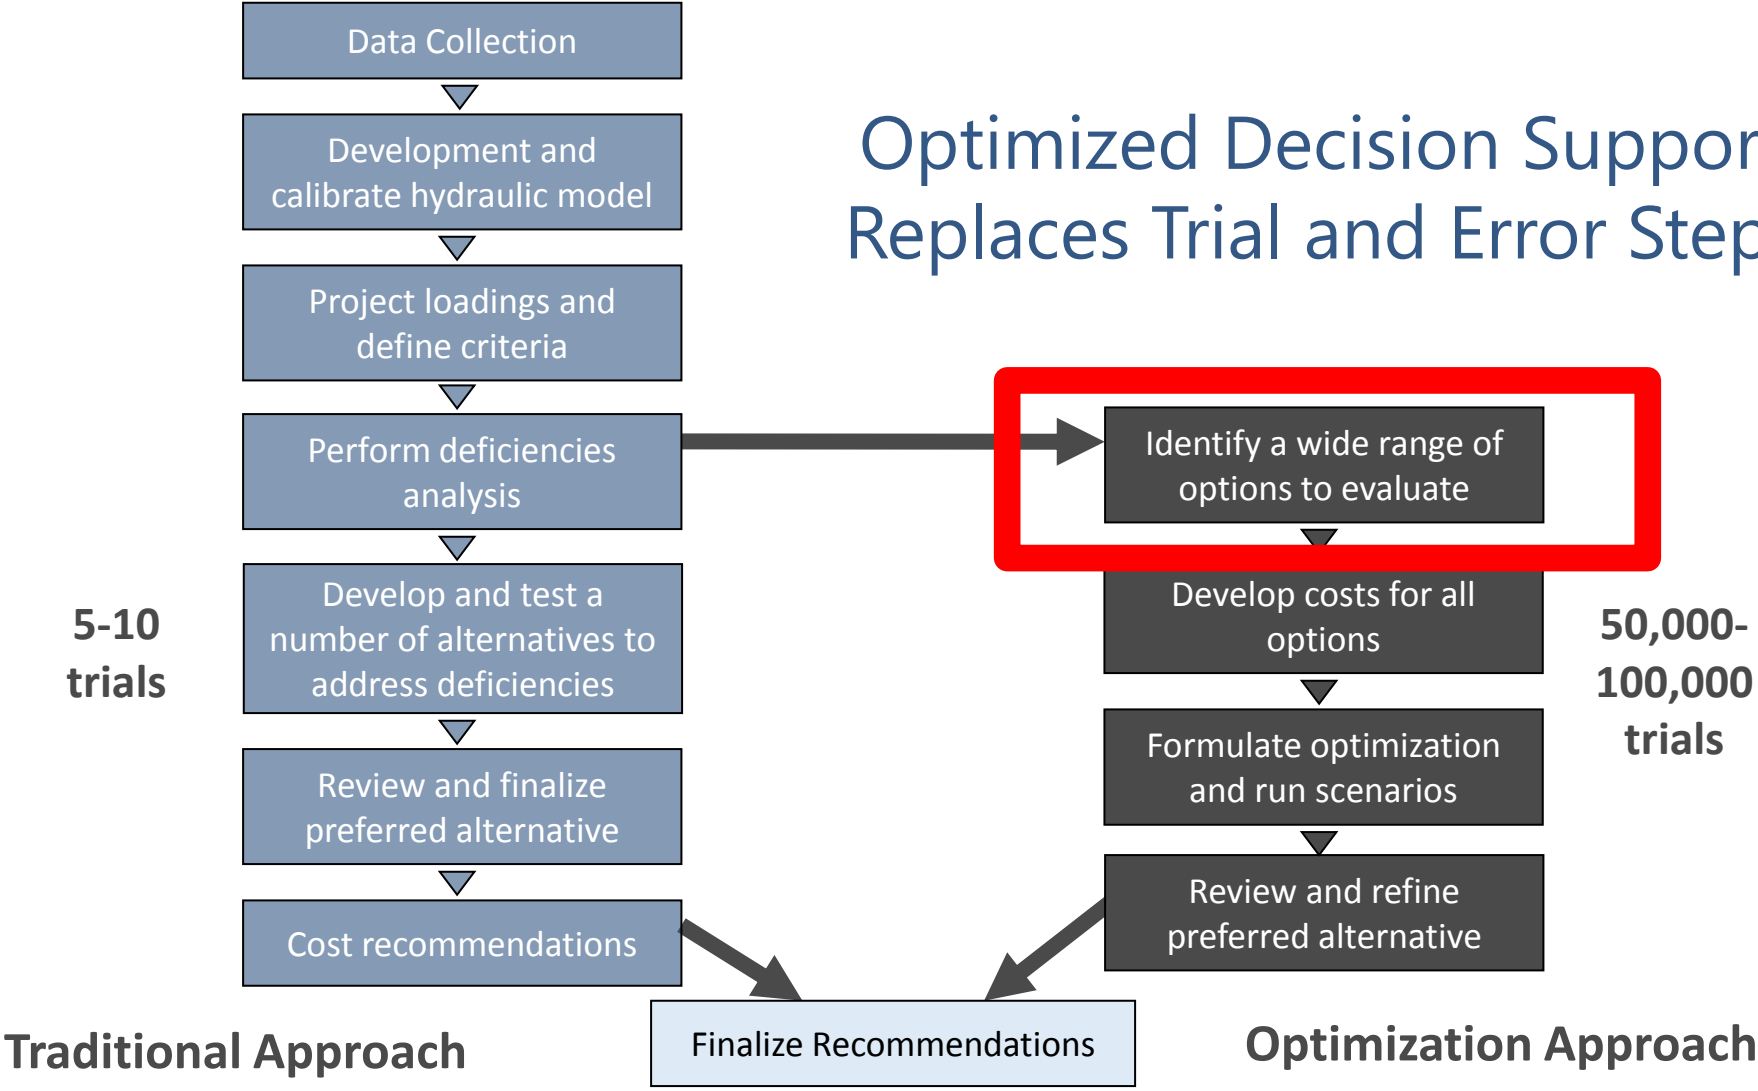 Data Collection
Development and
calibrate hydraulic model
Project loadings and
define criteria
Perform deficiencies
analysis
Develop and test a
number of alternatives to
address deficiencies
Review and finalize
preferred alternative
Cost recommendations
5-10
trials
Traditional Approach
Optimized Decision Suppor
Replaces Trial and Error Step
Identify a wide range of
options to evaluate
Develop costs for all
options
Formulate optimization
and run scenarios
Review and refine
preferred alternative
50,000-
100,000
trials
Optimization Approach
Finalize Recommendations